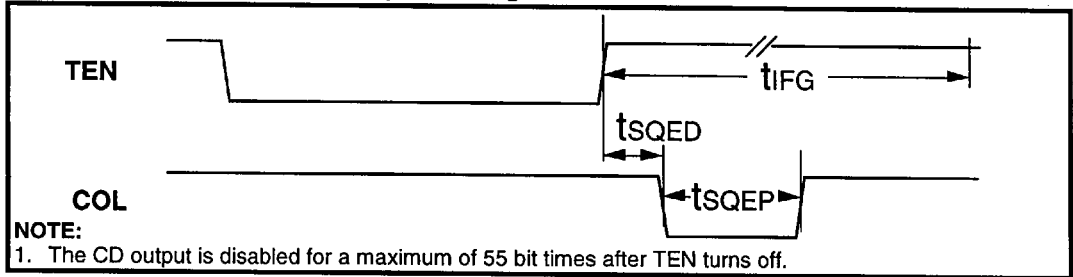 TEN
tIFG
tSQED
COL
tSQEP
NOTE:
1. The CD output is disabled for a maximum of 55 bit times after TEN turns off.